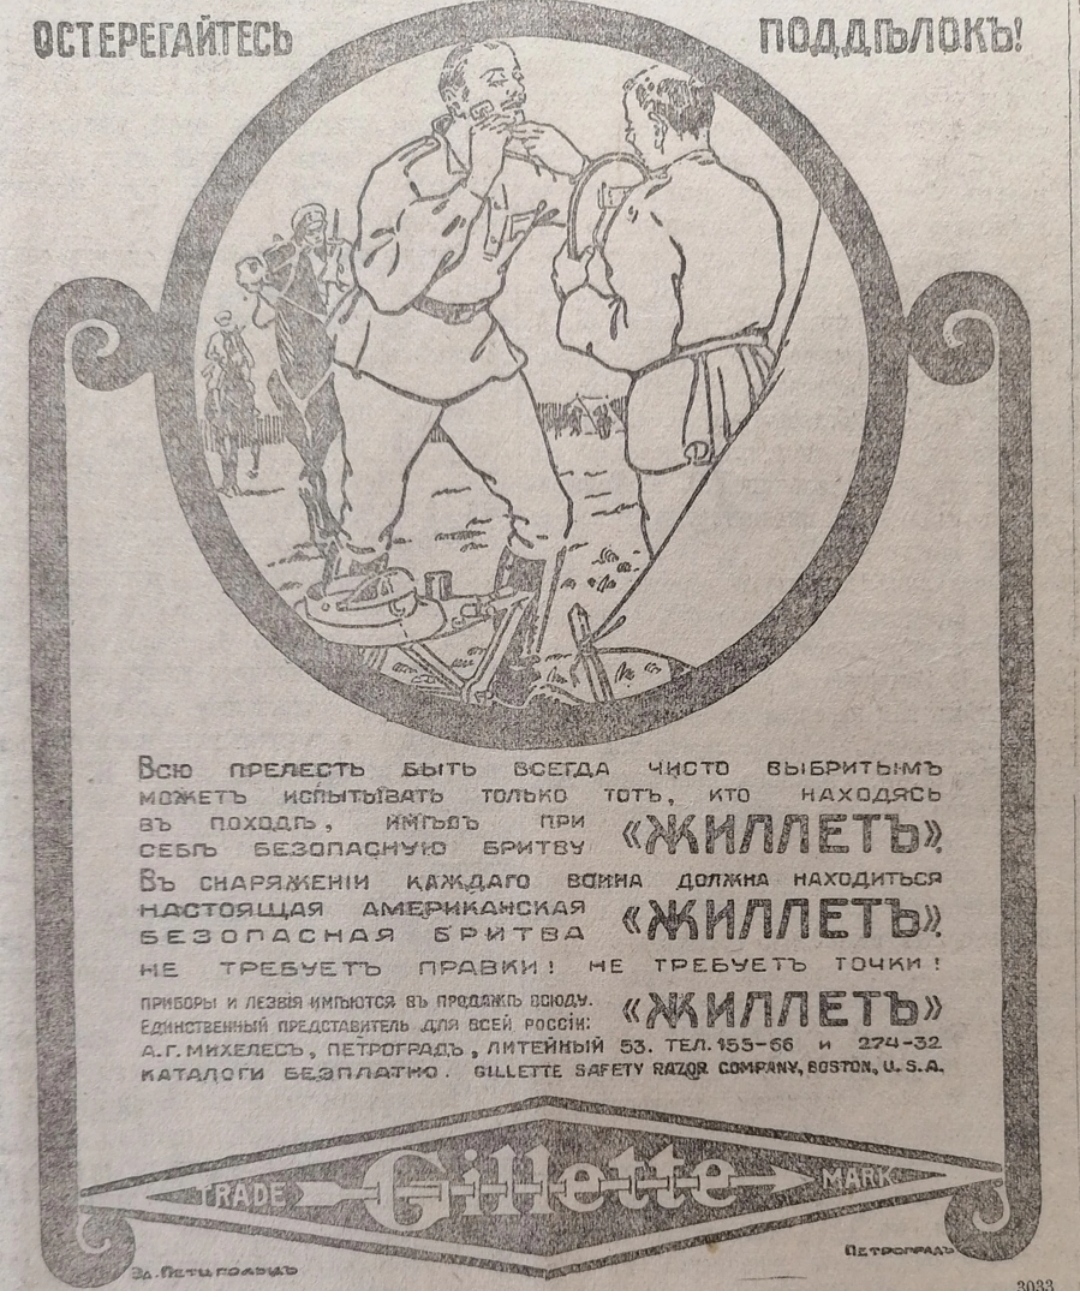 ОСТЕРЕГАЙТЕСЬ ПОДДѢЛОКЪ!
Всю прелесть быть всегда чисто выбритымъ
можетъ испытывать только тотъ, кто находясь
въ походѣ, имѣвъ при
себѣ безопасную бритву «ЖИЛЛЕТЪ».
Въ снаряженіи каждаго воина должна находиться
настоящая американская
безопасная бритва «ЖИЛЛЕТЪ».
не требуетъ правки! не требуетъ точки!
приборы и лезвія имѣются въ продажѣ всюду.
Единственный представитель для всей россіи: «ЖИЛЛЕТЪ»
А.Г. Михелесъ, Петроградъ, Литейный 53. Тел. 155-66 и 274-32
каталоги безплатно. GILLETTE SAFETY RAZOR COMPANY, BOSTON, U.S.A.
TRADE Gillette MARK
Петроградъ
3033